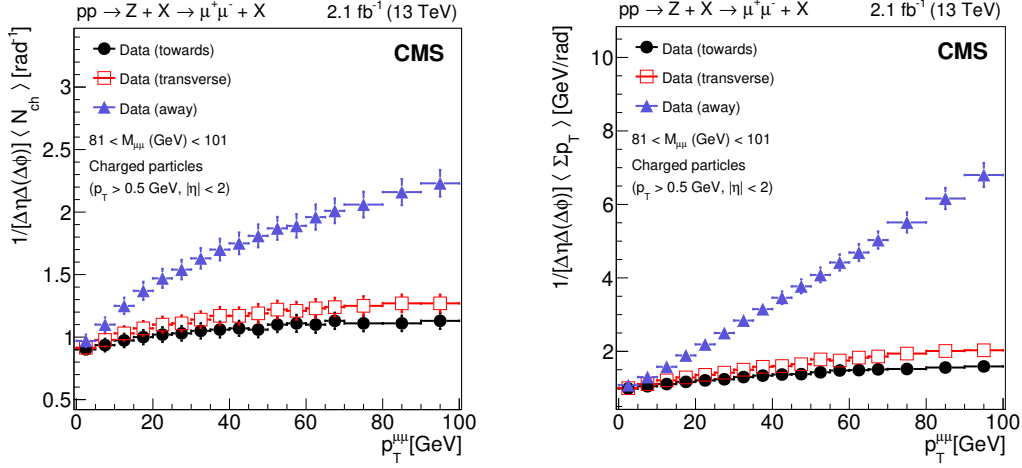 pp → Z + X → μ⁺μ⁻ + X 2.1 fb⁻¹ (13 TeV)
CMS
Data (towards)
Data (transverse)
Data (away)
81 < M_μμ (GeV) < 101
Charged particles
(p_T > 0.5 GeV, |η| < 2)
1/[ΔηΔ(Δϕ)] ⟨ N_ch ⟩ [rad⁻¹]
3
2.5
2
1.5
1
0.5
0 20 40 60 80 100
p_T^μμ [GeV]
pp → Z + X → μ⁺μ⁻ + X 2.1 fb⁻¹ (13 TeV)
CMS
Data (towards)
Data (transverse)
Data (away)
81 < M_μμ (GeV) < 101
Charged particles
(p_T > 0.5 GeV, |η| < 2)
1/[ΔηΔ(Δϕ)] ⟨ Σp_T ⟩ [GeV/rad]
10
8
6
4
2
0 20 40 60 80 100
p_T^μμ [GeV]